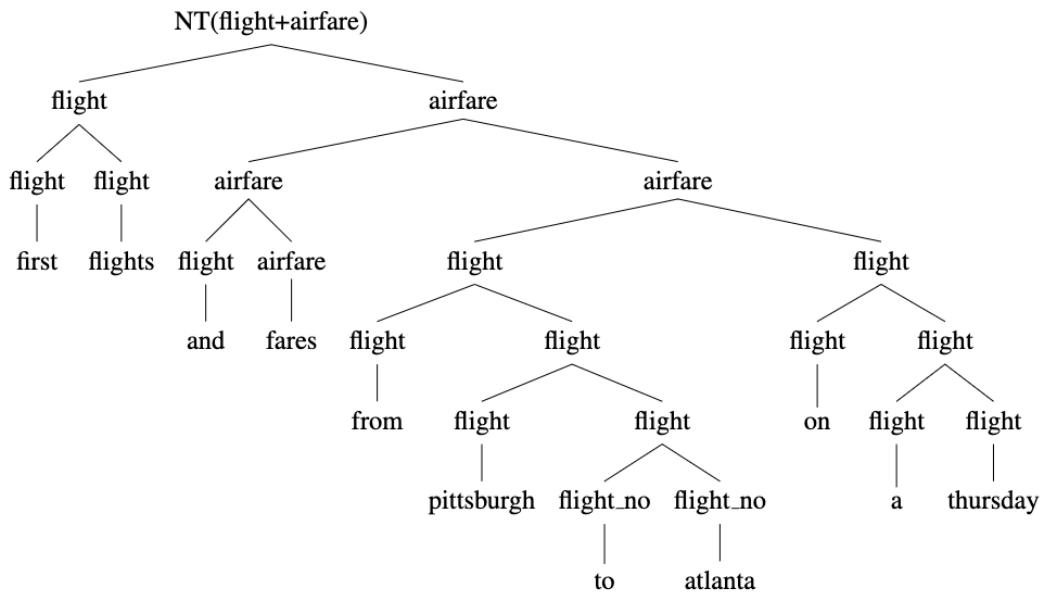 NT(flight+airfare)
flight airfare
flight flight airfare airfare
first flights flight airfare flight flight
and fares flight flight flight flight
from flight flight on flight flight
pittsburgh flight_no flight_no a thursday
to atlanta